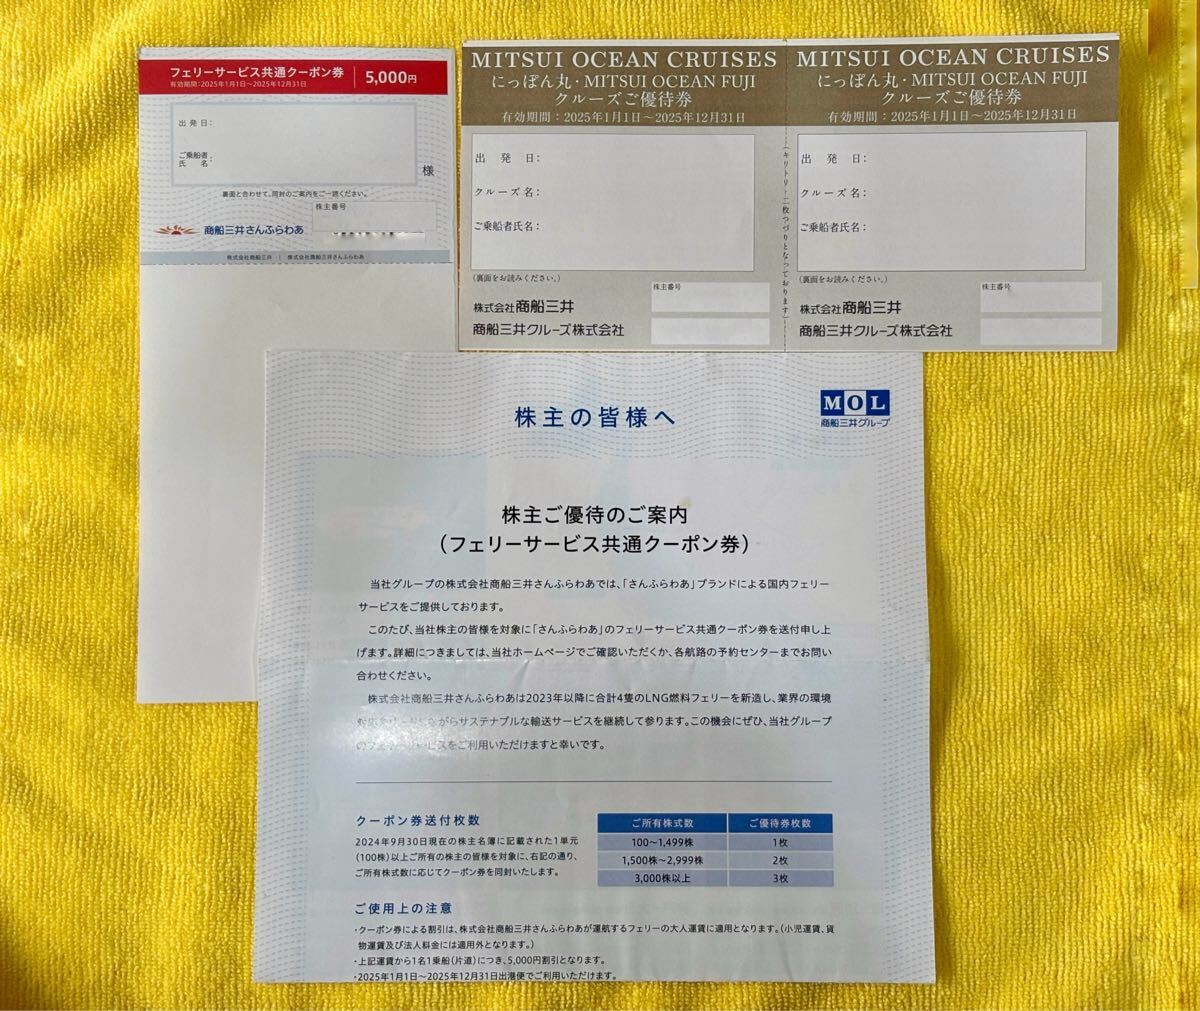 フェリーサービス共通クーポン券 5,000円
有効期間:2025年1月1日〜2025年12月31日
出発日:
ご乗船者
氏 名 :
様
裏面と合わせて、同封のご案内をご一読ください。
株主番号
商船三井さんふらわあ
株式会社商船三井 | 株式会社商船三井さんふらわあ
MITSUI OCEAN CRUISES
にっぽん丸・MITSUI OCEAN FUJI
クルーズご優待券
有効期間:2025年1月1日〜2025年12月31日
出 発 日:
クルーズ名:
ご乗船者氏名:
(裏面をお読みください。)
株主番号
株式会社商船三井
商船三井クルーズ株式会社
(キリトリ・二枚つづりとなっております)
MITSUI OCEAN CRUISES
にっぽん丸・MITSUI OCEAN FUJI
クルーズご優待券
有効期間:2025年1月1日〜2025年12月31日
出 発 日:
クルーズ名:
ご乗船者氏名:
(裏面をお読みください。)
株主番号
株式会社商船三井
商船三井クルーズ株式会社
株主の皆様へ
MOL
商船三井グループ
株主ご優待のご案内
(フェリーサービス共通クーポン券)
当社グループの株式会社商船三井さんふらわあでは、「さんふらわあ」ブランドによる国内フェリー
サービスをご提供しております。
このたび、当社株主の皆様を対象に「さんふらわあ」のフェリーサービス共通クーポン券を送付申し上
げます。詳細につきましては、当社ホームページでご確認いただくか、各航路の予約センターまでお問い
合わせください。
株式会社商船三井さんふらわあは2023年以降に合計4隻のLNG燃料フェリーを新造し、業界の環境
ながらサステナブルな輸送サービスを継続して参ります。この機会にぜひ、当社グループ
のフェリーサービスをご利用いただけますと幸いです。
クーポン券送付枚数
2024年9月30日現在の株主名簿に記載された1単元
(100株)以上ご所有の株主の皆様を対象に、右記の通り、
ご所有株式数に応じてクーポン券を同封いたします。
ご所有株式数 ご優待券枚数
100〜1,499株 1枚
1,500株〜2,999株 2枚
3,000株以上 3枚
ご使用上の注意
・クーポン券による割引は、株式会社商船三井さんふらわあが運航するフェリーの大人運賃に適用となります。(小児運賃、貨
物運賃及び法人料金には適用外となります。)
・上記運賃から1名1乗船(片道)につき、5,000円割引となります。
・2025年1月1日〜2025年12月31日出港便でご利用いただけます。